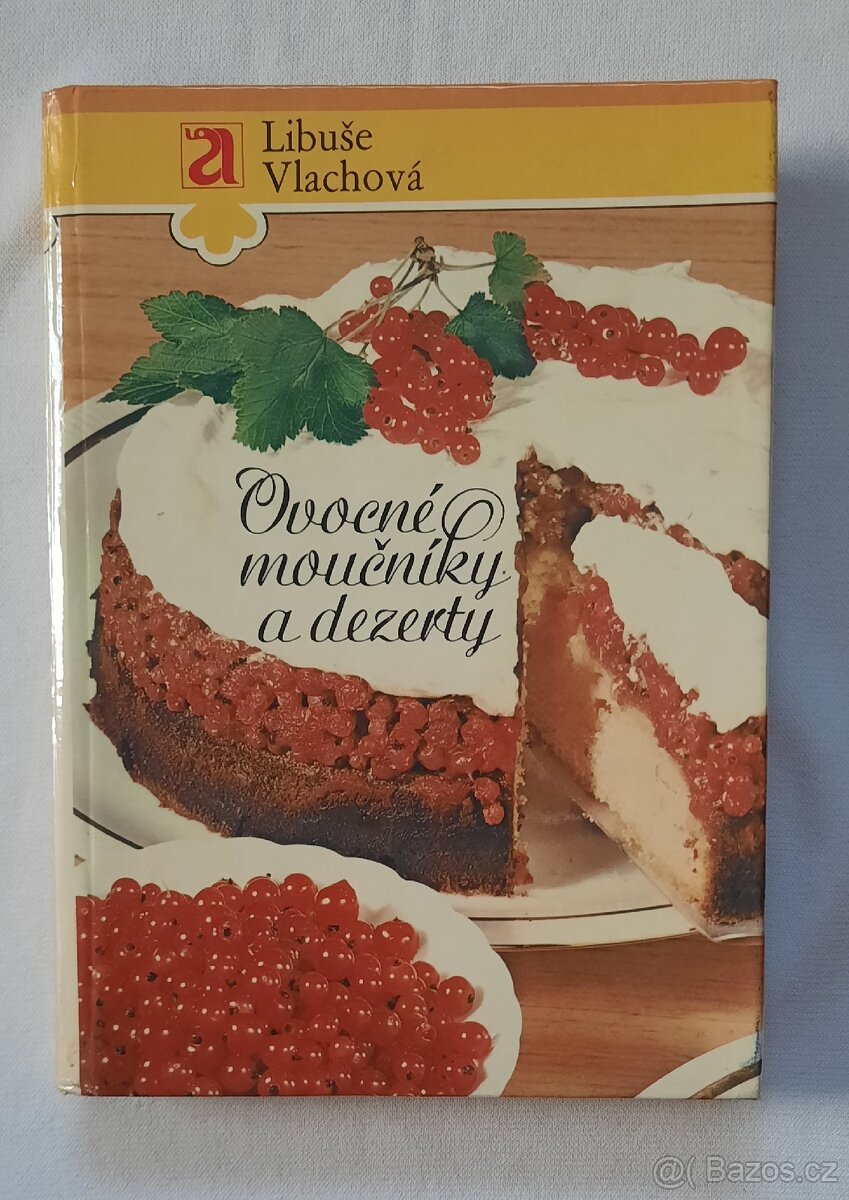 a Libuše
Vlachová
Ovocné
moučníky
a dezerty
@( Bazos.cz